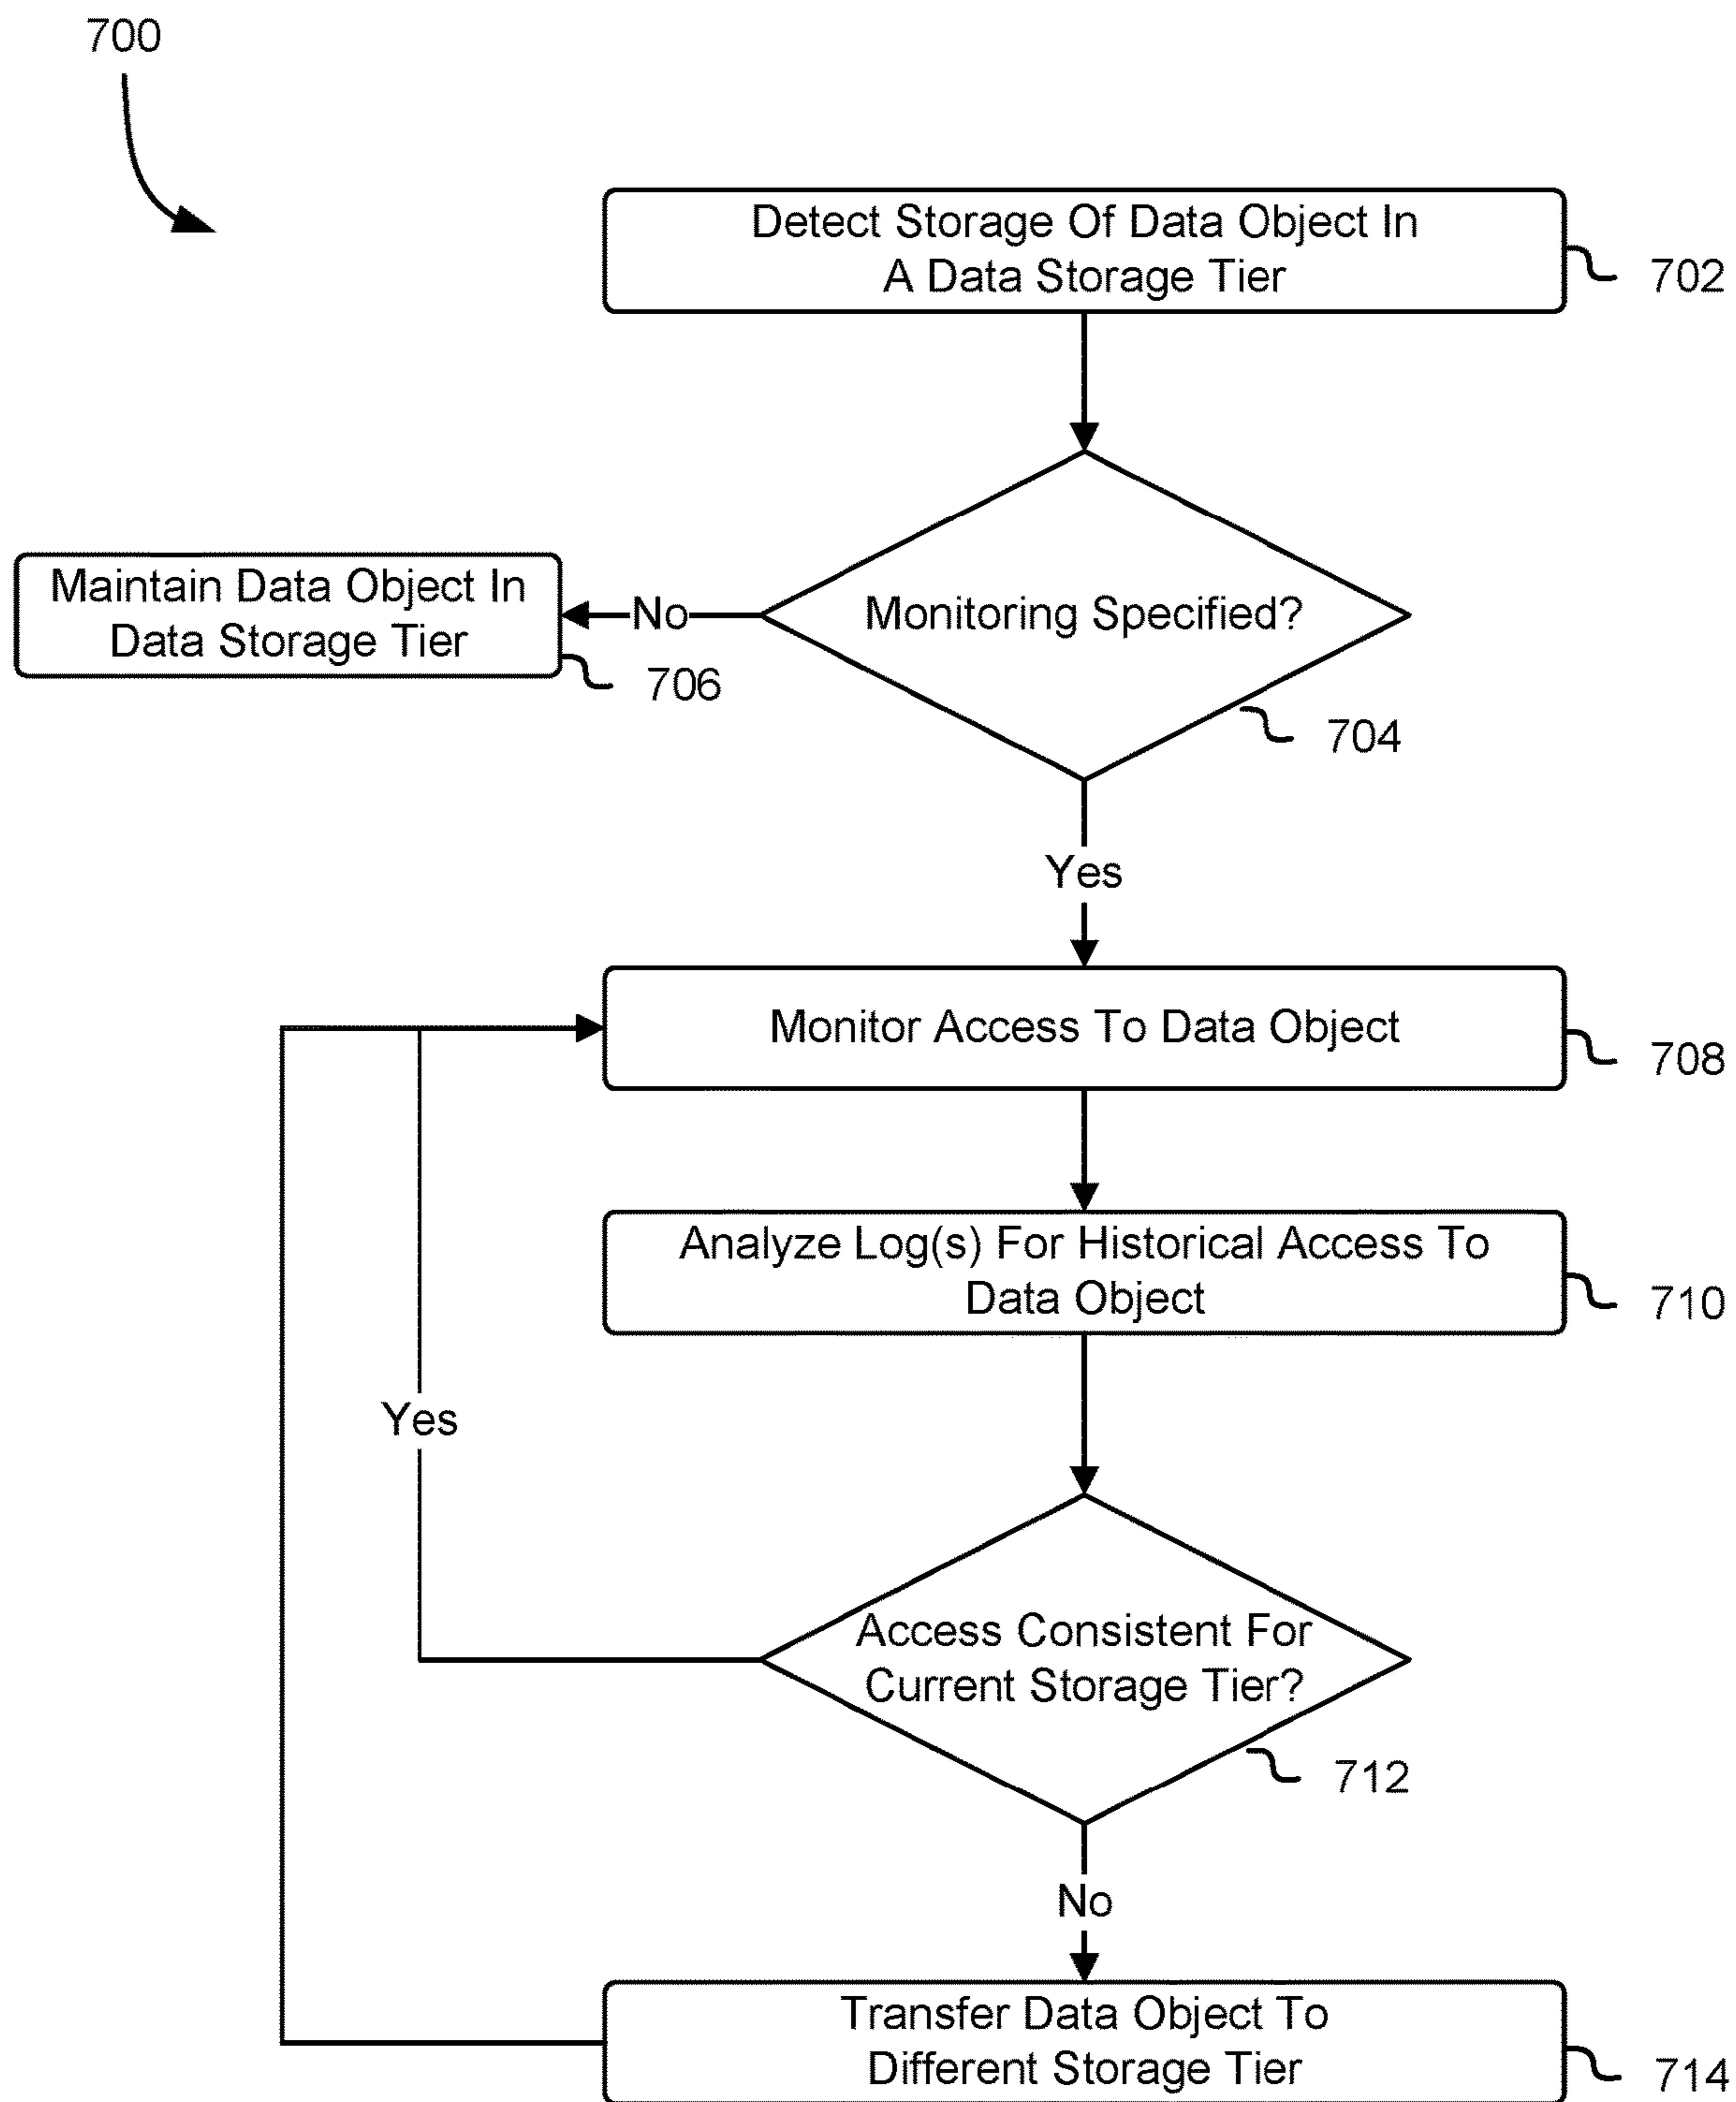 700
Detect Storage Of Data Object In
A Data Storage Tier
702
Maintain Data Object In
Data Storage Tier
706
No
Monitoring Specified?
704
Yes
Monitor Access To Data Object
708
Analyze Log(s) For Historical Access To
Data Object
710
Yes
Access Consistent For
Current Storage Tier?
712
No
Transfer Data Object To
Different Storage Tier
714